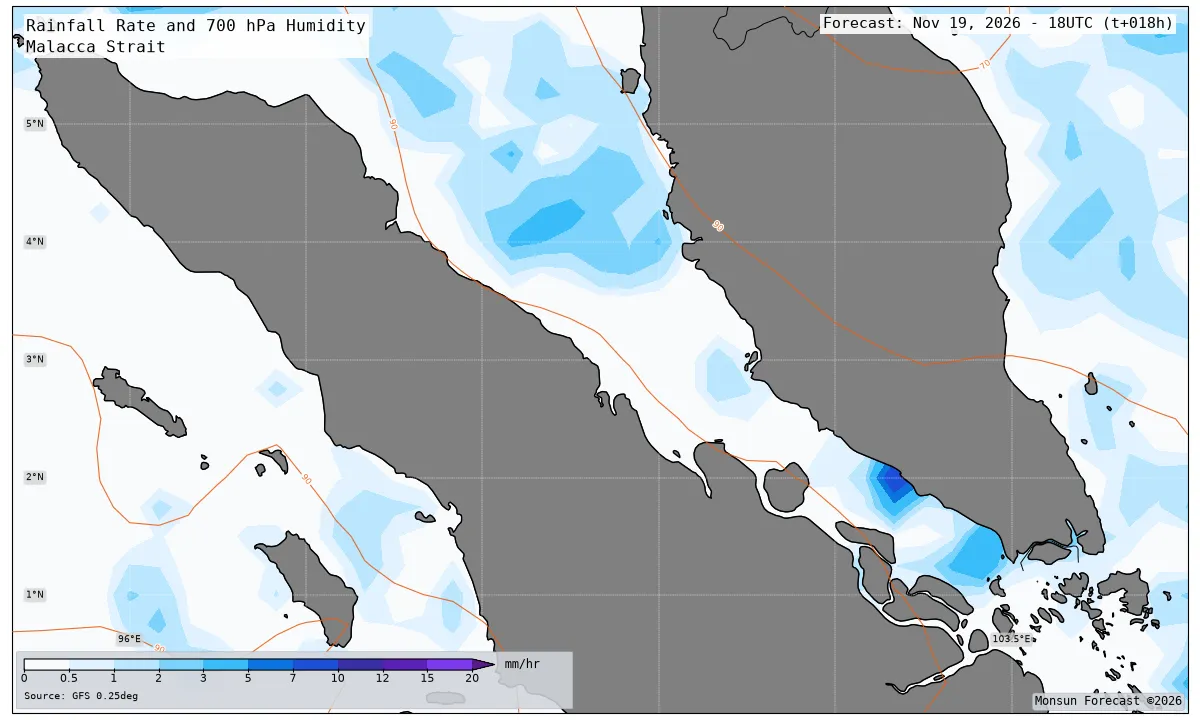 Rainfall Rate and 700 hPa Humidity
Malacca Strait
Forecast: Nov 19, 2026 - 18UTC (t+018h)
70
90
5°N
90
4°N
3°N
2°N
90
1°N
96°E
103.5°E
90
mm/hr
0 0.5 1 2 3 5 7 10 12 15 20
Source: GFS 0.25deg
Monsun Forecast ©2026